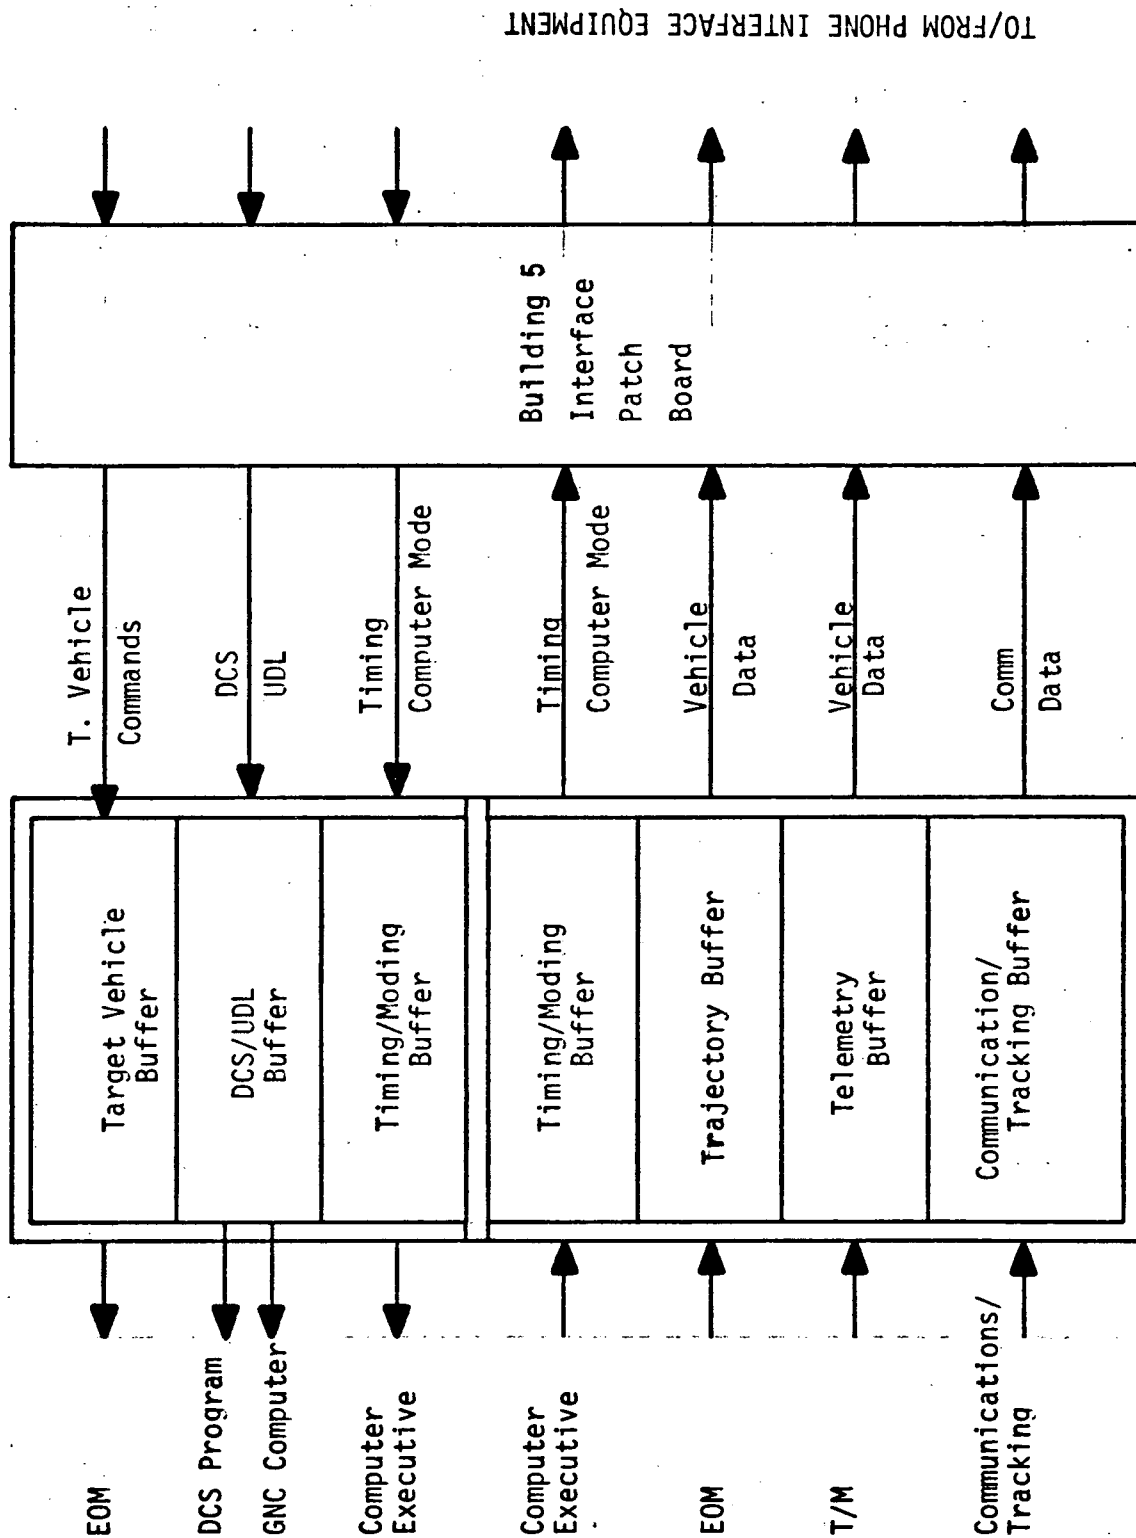 TO/FROM PHONE INTERFACE EQUIPMENT
Building 5
Interface
Patch
Board
T. Vehicle
Commands
DCS
UDL
Timing
Computer Mode
Timing
Computer Mode
Vehicle
Data
Vehicle
Data
Comm
Data
Target Vehicle
Buffer
DCS/UDL
Buffer
Timing/Moding
Buffer
Timing/Moding
Buffer
Trajectory Buffer
Telemetry
Buffer
Communication/
Tracking Buffer
EOM
DCS Program
GNC Computer
Computer
Executive
Computer
Executive
EOM
T/M
Communications/
Tracking